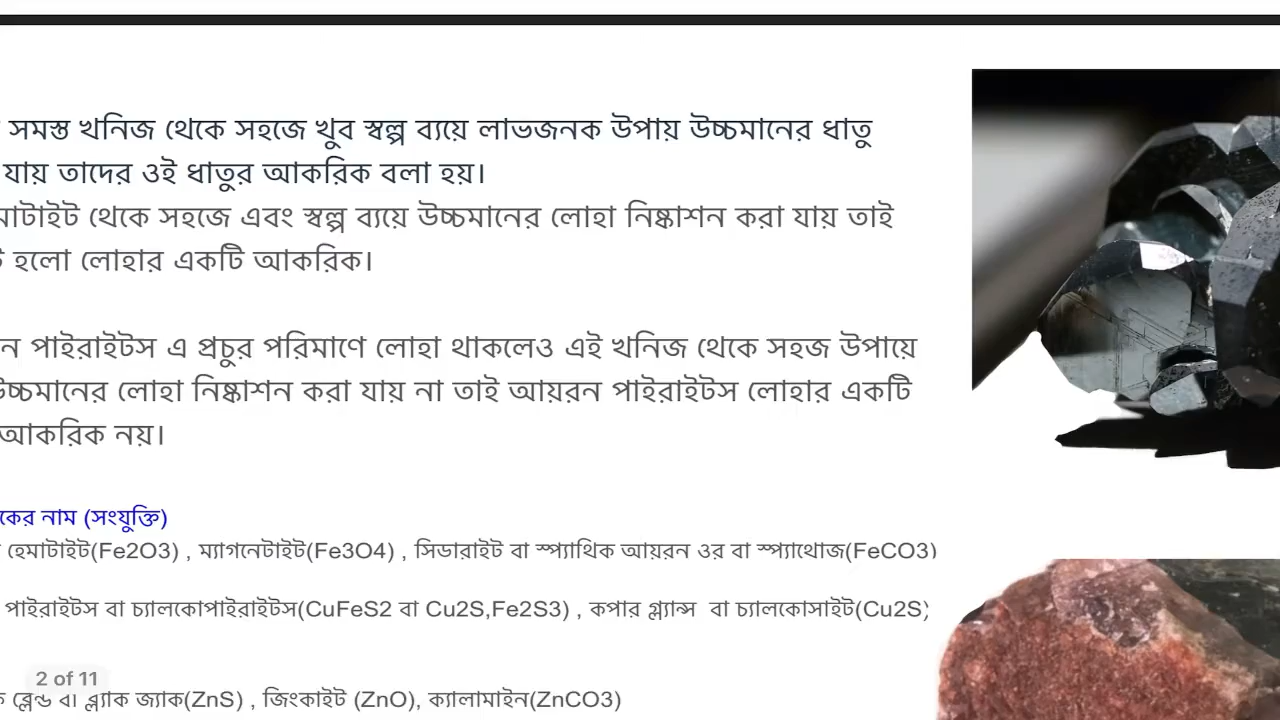 সমস্ত খনিজ থেকে সহজে খুব স্বল্প ব্যয়ে লাভজনক উপায় উচ্চমানের ধাতু
যায় তাদের ওই ধাতুর আকরিক বলা হয়।
মাটাইট থেকে সহজে এবং স্বল্প ব্যয়ে উচ্চমানের লোহা নিষ্কাশন করা যায় তাই
হলো লোহার একটি আকরিক।
ন পাইরাইটস এ প্রচুর পরিমাণে লোহা থাকলেও এই খনিজ থেকে সহজ উপায়ে
উচ্চমানের লোহা নিষ্কাশন করা যায় না তাই আয়রন পাইরাইটস লোহার একটি
আকরিক নয়।
কের নাম (সংযুক্তি)
হেমাটাইট(Fe2O3) , ম্যাগনেটাইট(Fe3O4) , সিডারাইট বা স্প্যাথিক আয়রন ওর বা স্প্যাথোজ(FeCO3)
পাইরাইটস বা চ্যালকোপাইরাইটস(CuFeS2 বা Cu2S,Fe2S3) , কপার গ্ল্যান্স বা চ্যালকোসাইট(Cu2S)
2 of 11
ক ব্লেন্ড বা ব্ল্যাক জ্যাক(ZnS) , জিংকাইট (ZnO), ক্যালামাইন(ZnCO3)